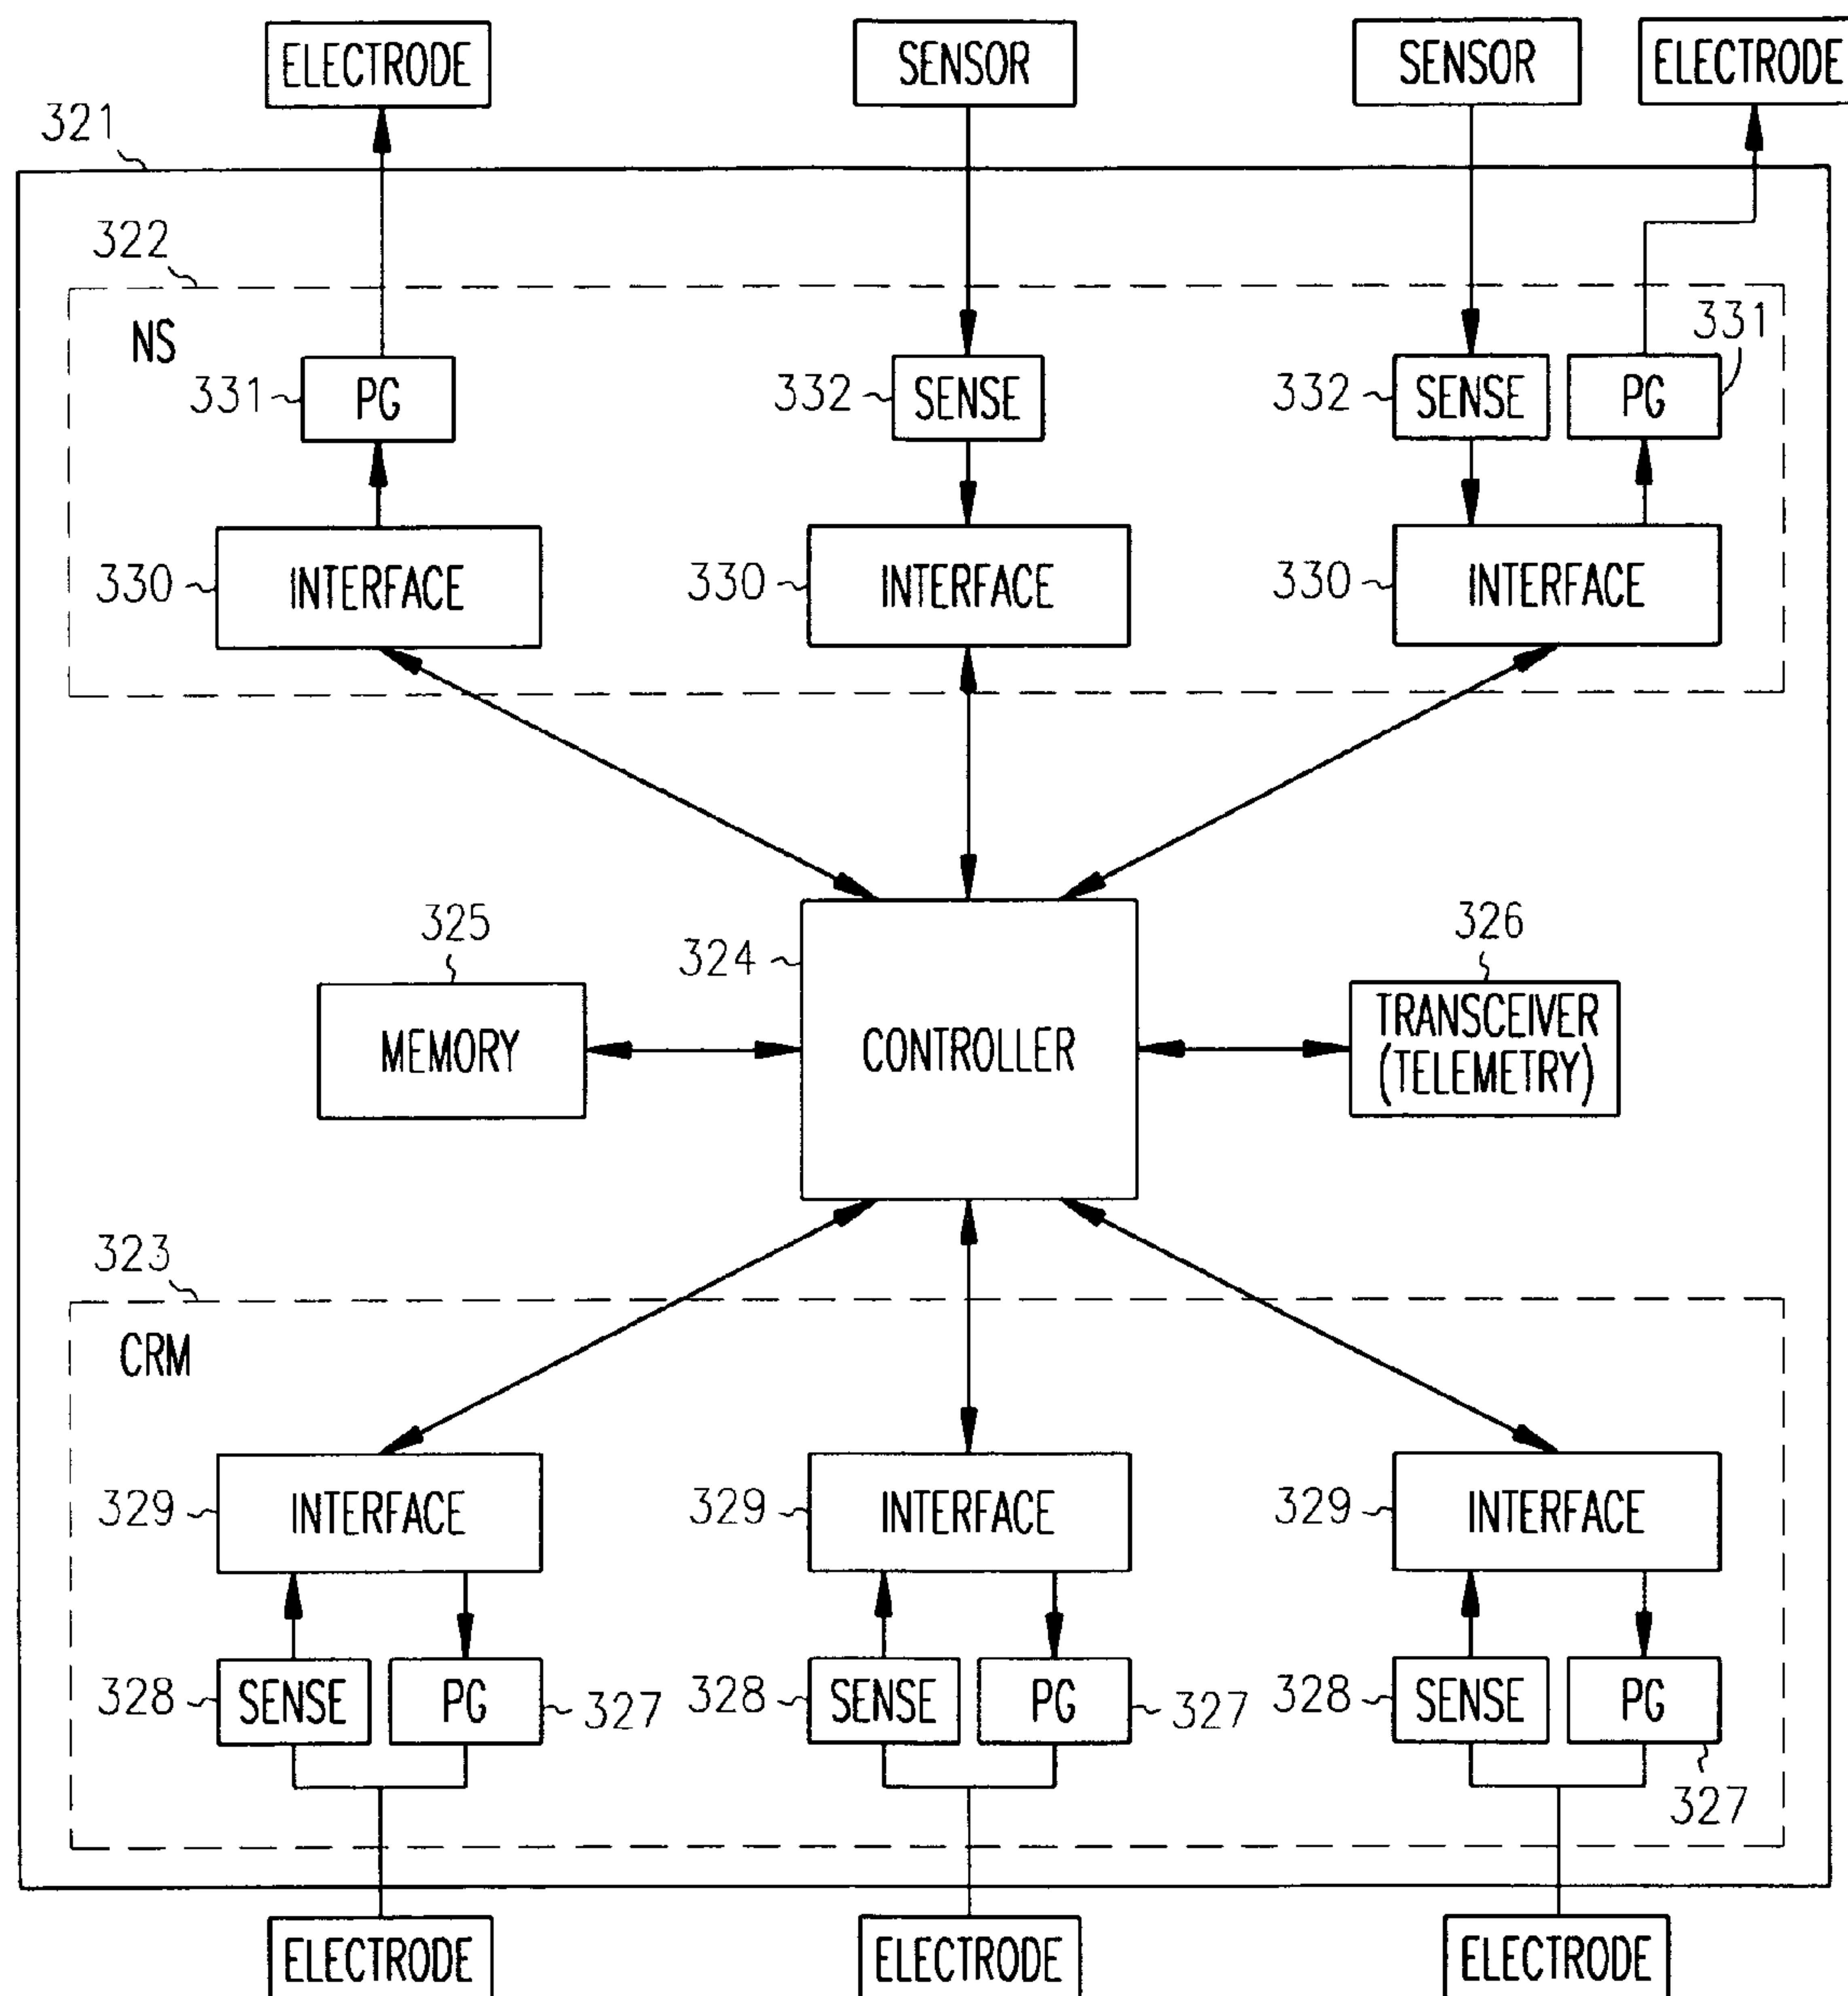 ELECTRODE
SENSOR
SENSOR
ELECTRODE
321
322
NS
331
PG
332
SENSE
332
SENSE
PG
331
330
INTERFACE
330
INTERFACE
330
INTERFACE
325
MEMORY
324
CONTROLLER
326
TRANSCEIVER
(TELEMETRY)
323
CRM
329
INTERFACE
329
INTERFACE
329
INTERFACE
328
SENSE
PG
327
328
SENSE
PG
327
328
SENSE
PG
327
ELECTRODE
ELECTRODE
ELECTRODE